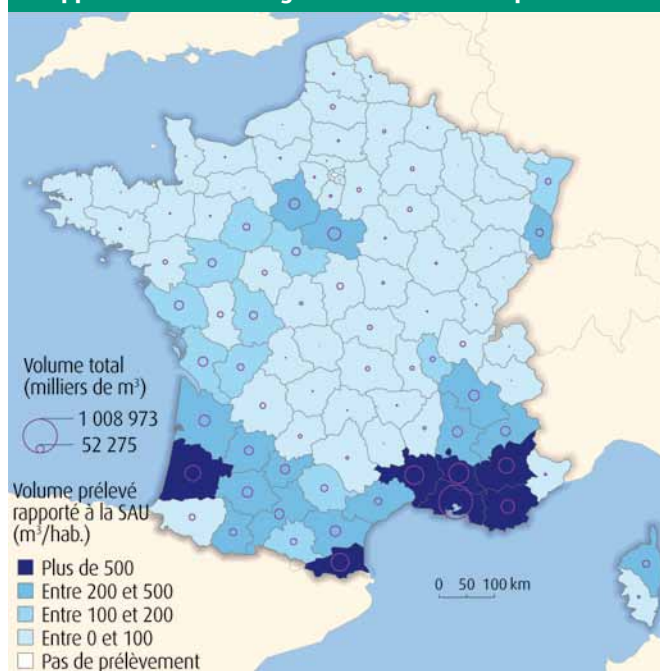 Volume total
(milliers de m³)
1 008 973
52 275
Volume prélevé
rapporté à la SAU
(m³/hab.)
Plus de 500
Entre 200 et 500
Entre 100 et 200
Entre 0 et 100
Pas de prélèvement
0 50 100 km